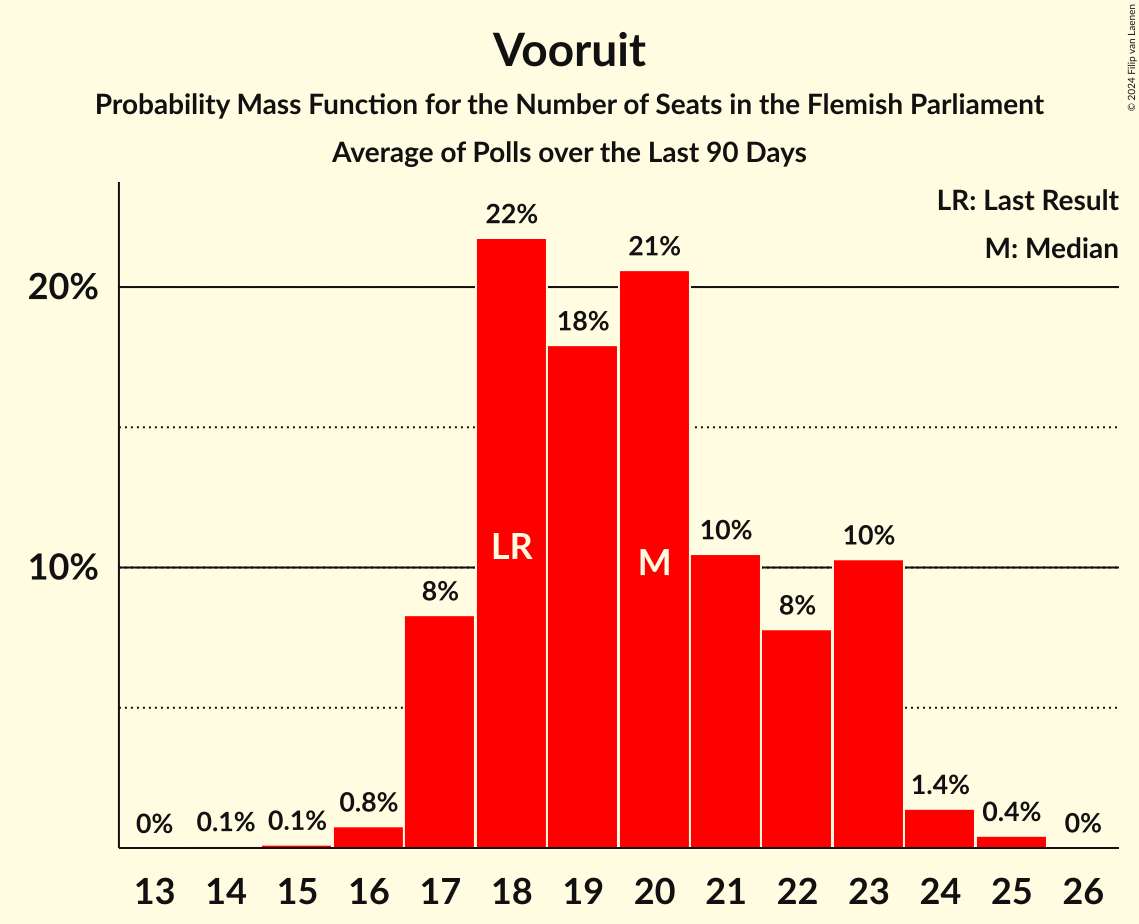 Vooruit
Probability Mass Function for the Number of Seats in the Flemish Parliament
Average of Polls over the Last 90 Days
© 2024 Filip van Laenen
LR: Last Result
M: Median
20%
10%
0%
0.1%
0.1%
0.8%
8%
22%
18%
21%
10%
8%
10%
1.4%
0.4%
0%
LR
M
13 14 15 16 17 18 19 20 21 22 23 24 25 26